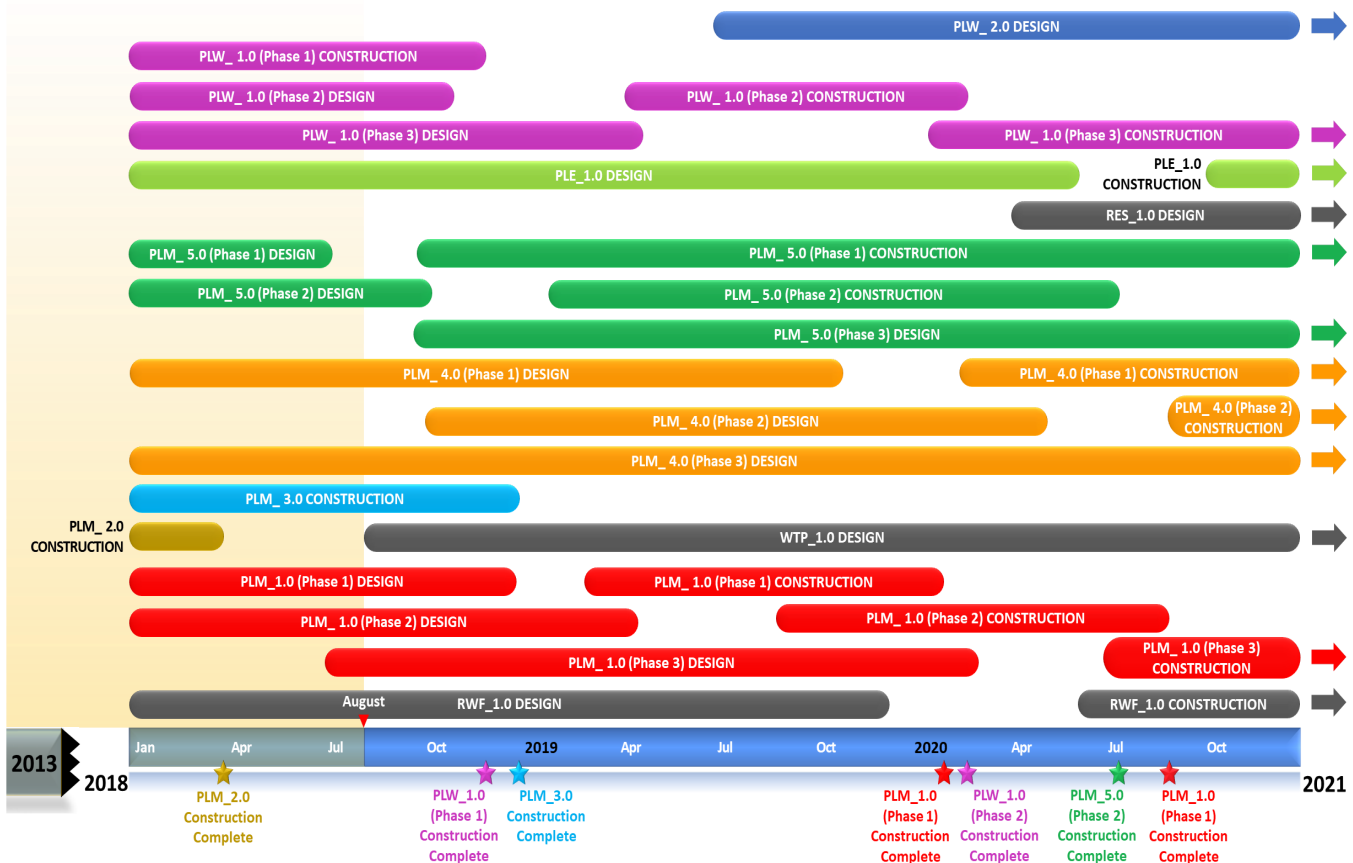 PLW_ 2.0 DESIGN
PLW_ 1.0 (Phase 1) CONSTRUCTION
PLW_ 1.0 (Phase 2) DESIGN
PLW_ 1.0 (Phase 2) CONSTRUCTION
PLW_ 1.0 (Phase 3) DESIGN
PLW_ 1.0 (Phase 3) CONSTRUCTION
PLE_1.0 DESIGN
PLE_1.0
CONSTRUCTION
RES_1.0 DESIGN
PLM_ 5.0 (Phase 1) DESIGN
PLM_ 5.0 (Phase 1) CONSTRUCTION
PLM_ 5.0 (Phase 2) DESIGN
PLM_ 5.0 (Phase 2) CONSTRUCTION
PLM_ 5.0 (Phase 3) DESIGN
PLM_ 4.0 (Phase 1) DESIGN
PLM_ 4.0 (Phase 1) CONSTRUCTION
PLM_ 4.0 (Phase 2) DESIGN
PLM_ 4.0 (Phase 2)
CONSTRUCTION
PLM_ 4.0 (Phase 3) DESIGN
PLM_ 3.0 CONSTRUCTION
PLM_ 2.0
CONSTRUCTION
WTP_1.0 DESIGN
PLM_1.0 (Phase 1) DESIGN
PLM_ 1.0 (Phase 1) CONSTRUCTION
PLM_ 1.0 (Phase 2) DESIGN
PLM_ 1.0 (Phase 2) CONSTRUCTION
PLM_ 1.0 (Phase 3) DESIGN
PLM_ 1.0 (Phase 3)
CONSTRUCTION
August
RWF_1.0 DESIGN
RWF_1.0 CONSTRUCTION
2013
2018
Jan
Apr
Jul
Oct
2019
Apr
Jul
Oct
2020
Apr
Jul
Oct
2021
PLM_2.0
Construction
Complete
PLW_1.0
(Phase 1)
Construction
Complete
PLM_3.0
Construction
Complete
PLM_1.0
(Phase 1)
Construction
Complete
PLW_1.0
(Phase 2)
Construction
Complete
PLM_5.0
(Phase 2)
Construction
Complete
PLM_1.0
(Phase 1)
Construction
Complete